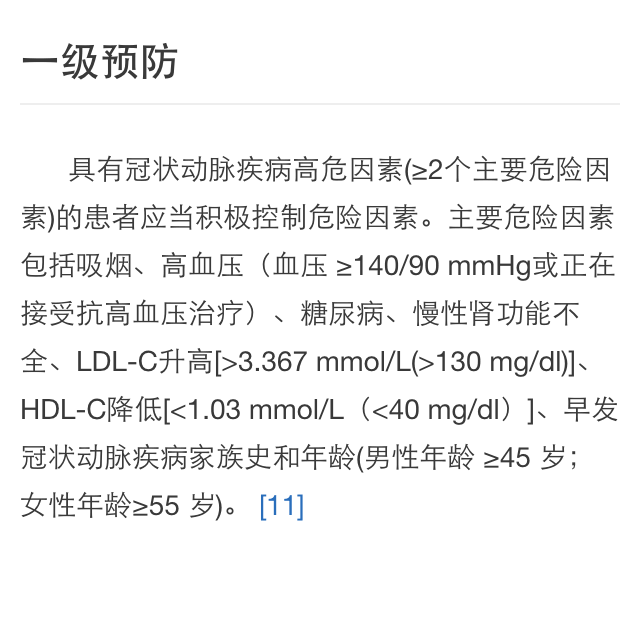 一级预防
具有冠状动脉疾病高危因素(≥2个主要危险因
素)的患者应当积极控制危险因素。主要危险因素
包括吸烟、高血压（血压 ≥140/90 mmHg或正在
接受抗高血压治疗）、糖尿病、慢性肾功能不
全、LDL-C升高[>3.367 mmol/L(>130 mg/dl)]、
HDL-C降低[<1.03 mmol/L（<40 mg/dl）]、早发
冠状动脉疾病家族史和年龄(男性年龄 ≥45 岁；
女性年龄≥55 岁)。 [11]